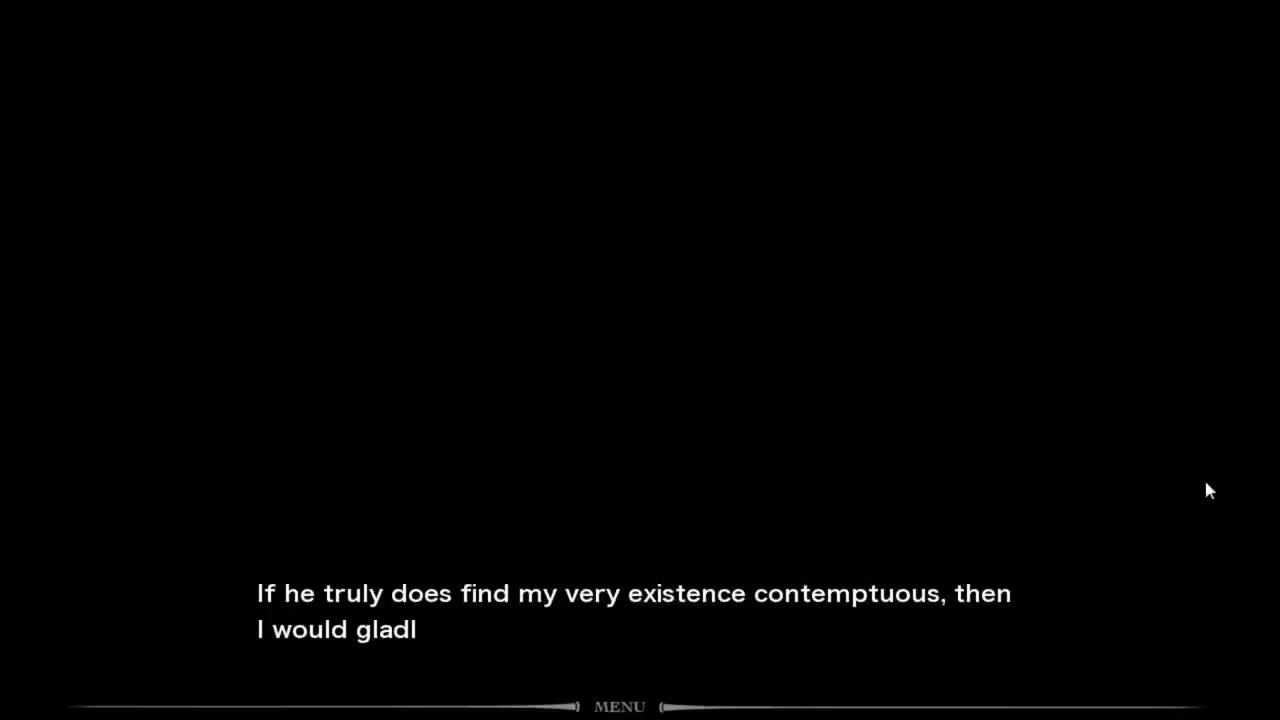 If he truly does find my very existence contemptuous, then
I would gladl
MENU